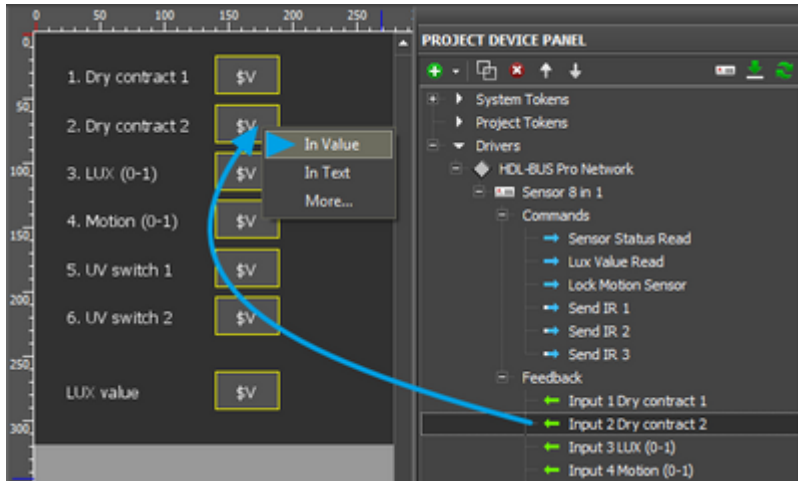 0 50 100 150 200 250
PROJECT DEVICE PANEL
0
50
100
150
200
250
300
1. Dry contract 1 $V
2. Dry contract 2 $V
3. LUX (0-1) $V
4. Motion (0-1) $V
5. UV switch 1 $V
6. UV switch 2 $V
LUX value $V
In Value
In Text
More...
System Tokens
Project Tokens
Drivers
HDL-BUS Pro Network
Sensor 8 in 1
Commands
Sensor Status Read
Lux Value Read
Lock Motion Sensor
Send IR 1
Send IR 2
Send IR 3
Feedback
Input 1 Dry contract 1
Input 2 Dry contract 2
Input 3 LUX (0-1)
Input 4 Motion (0-1)